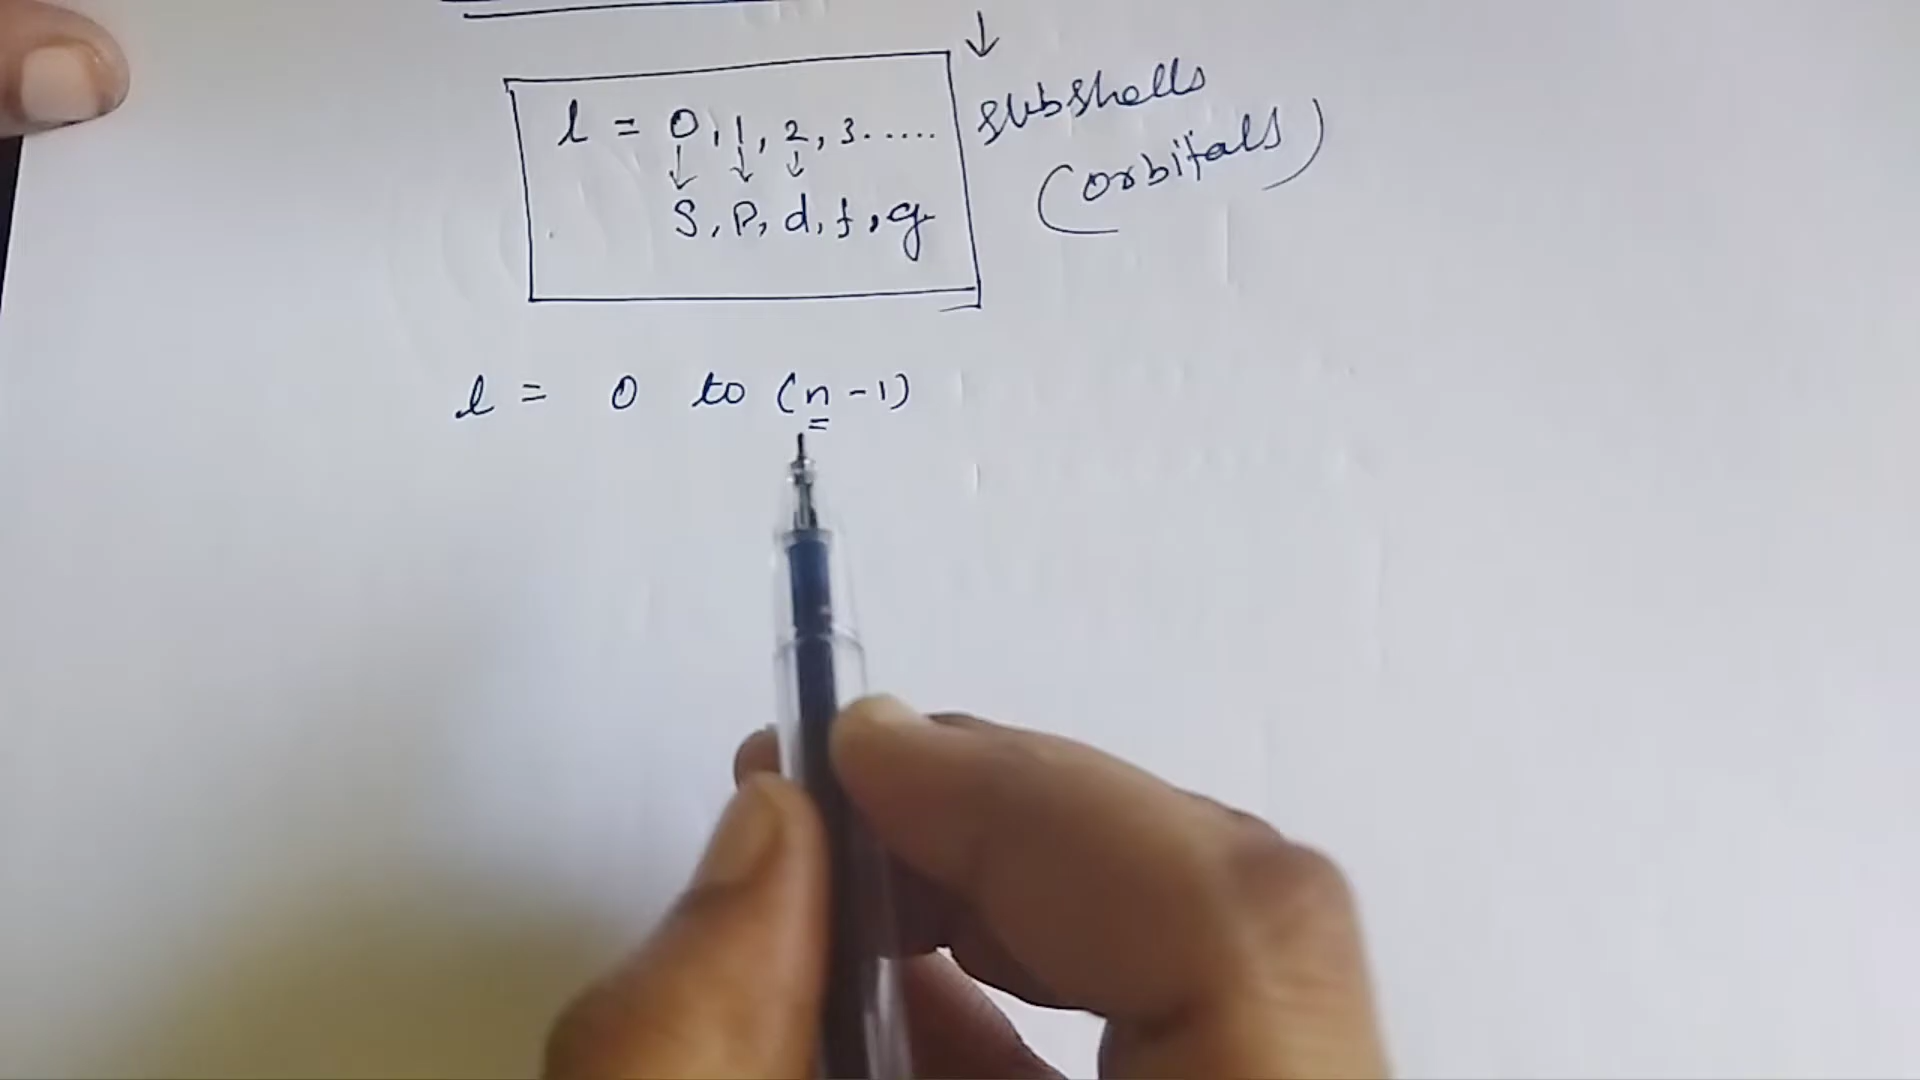 l = 0, 1, 2, 3.....
↓ ↓ ↓
S, P, d, f, g
↓
subshells
(orbitals)
l = 0 to (n-1)